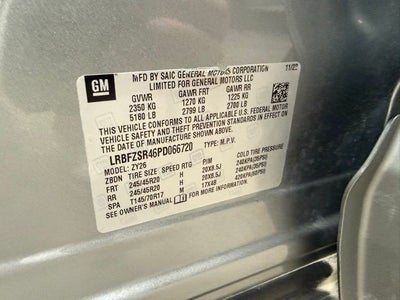 GM
MFD BY SAIC GENERAL MOTORS CORPORATION
LIMITED FOR GENERAL MOTORS LLC
11/22
GVWR GAWR FRT GAWR RR
2350 KG 1270 KG 1225 KG
5180 LB 2799 LB 2700 LB
THIS VEHICLE CONFORMS TO ALL APPLICABLE U.S. FEDERAL MOTOR
VEHICLE SAFETY AND THEFT PREVENTION STANDARDS IN EFFECT ON THE DATE OF
MANUFACTURE SHOWN ABOVE.
LRBFZSR46PD066720 TYPE: M.P.V.
MODEL: ZY26
ZBDN TIRE SIZE SPEED RTG RIM COLD TIRE PRESSURE
FRT 245/45R20 H 20X8.5J 240KPA(35PSI)
RR 245/45R20 H 20X8.5J 240KPA(35PSI)
SPA T145/70R17 M 17X4B 420KPA(60PSI)
SEE OWNER'S MANUAL FOR MORE INFORMATION.